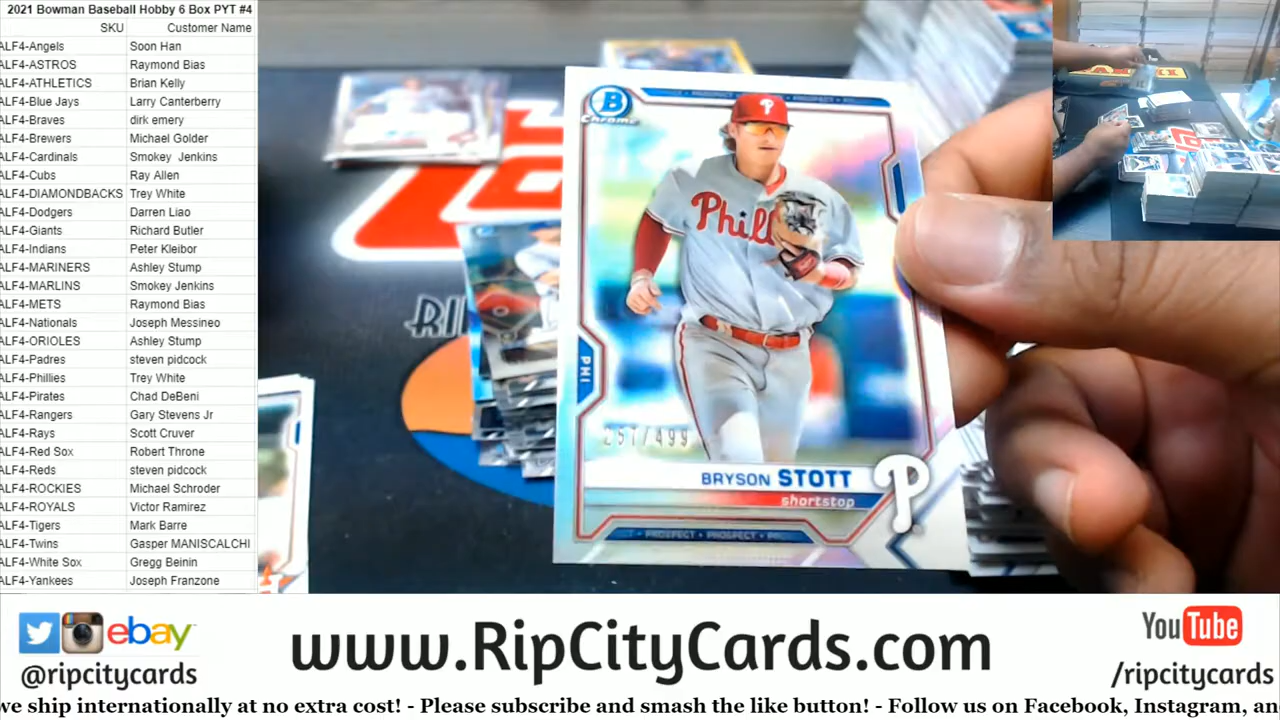 2021 Bowman Baseball Hobby 6 Box PYT #4
SKU Customer Name
ALF4-Angels Soon Han
ALF4-ASTROS Raymond Bias
ALF4-ATHLETICS Brian Kelly
ALF4-Blue Jays Larry Canterberry
ALF4-Braves dirk emery
ALF4-Brewers Michael Golder
ALF4-Cardinals Smokey Jenkins
ALF4-Cubs Ray Allen
ALF4-DIAMONDBACKS Trey White
ALF4-Dodgers Darren Liao
ALF4-Giants Richard Butler
ALF4-Indians Peter Kleibor
ALF4-MARINERS Ashley Stump
ALF4-MARLINS Smokey Jenkins
ALF4-METS Raymond Bias
ALF4-Nationals Joseph Messineo
ALF4-ORIOLES Ashley Stump
ALF4-Padres steven pidcock
ALF4-Phillies Trey White
ALF4-Pirates Chad DeBeni
ALF4-Rangers Gary Stevens Jr
ALF4-Rays Scott Cruver
ALF4-Red Sox Robert Throne
ALF4-Reds steven pidcock
ALF4-ROCKIES Michael Schroder
ALF4-ROYALS Victor Ramirez
ALF4-Tigers Mark Barre
ALF4-Twins Gasper MANISCALCHI
ALF4-White Sox Gregg Beinin
ALF4-Yankees Joseph Franzone
B
Chrome
P
Phill
PHI
257/499
BRYSON STOTT
shortstop
P
PROSPECT · PROSPECT
RI
ebay
@ripcitycards
www.RipCityCards.com
YouTube
/ripcitycards
we ship internationally at no extra cost! - Please subscribe and smash the like button! - Follow us on Facebook, Instagram, an